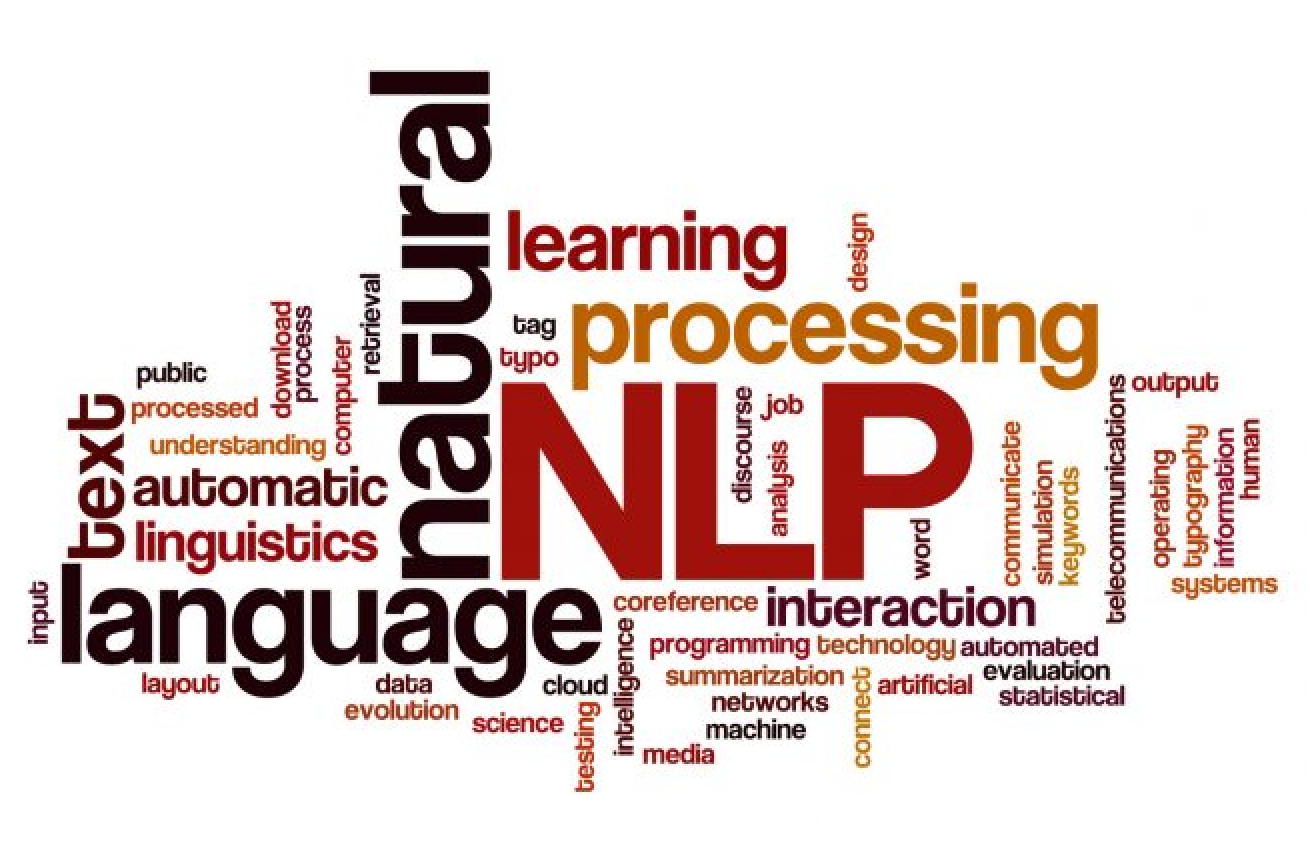 natural
learning
design
processing
retrieval
download
process
computer
tag
typo
public
processed
understanding
text
automatic
linguistics
NLP
discourse
job
analysis
word
output
telecommunications
communicate
simulation
keywords
operating
typography
information
human
systems
input
language
coreference
interaction
programming technology automated
summarization
evaluation
artificial
statistical
networks
machine
media
connect
intelligence
layout
data
cloud
evolution
science
testing